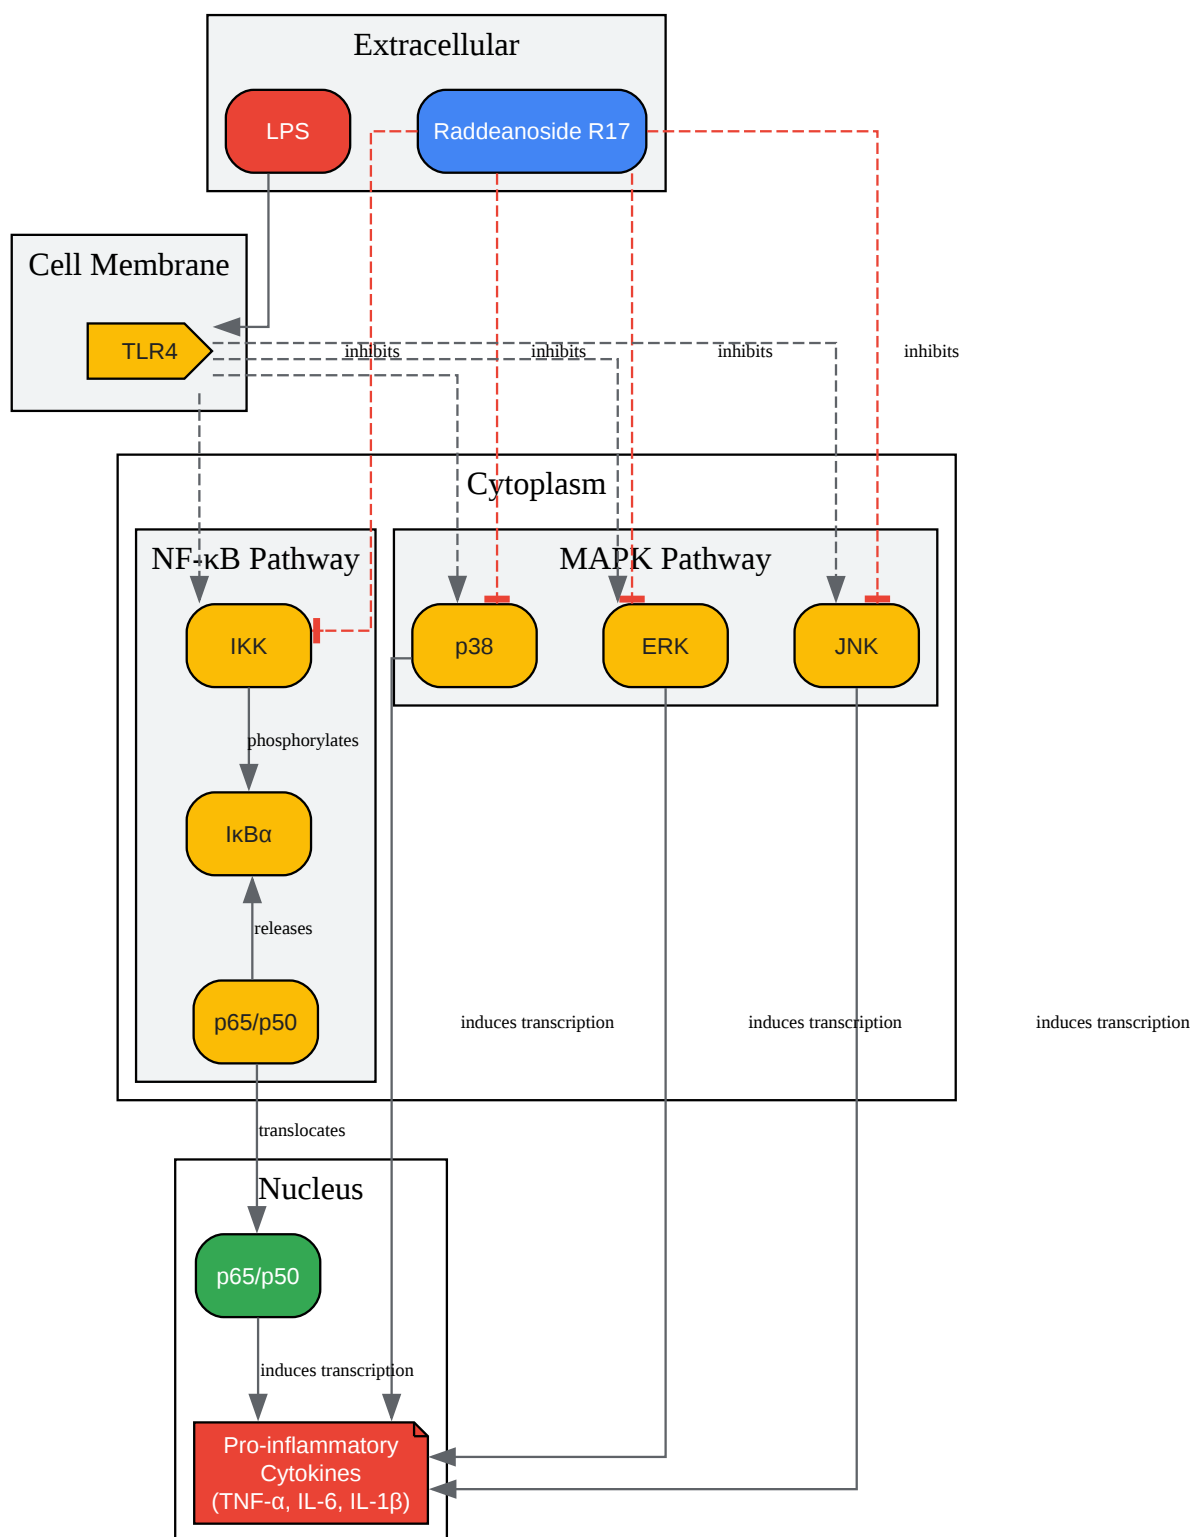 Extracellular
LPS
Raddeanoside R17
Cell Membrane
TLR4
inhibits
inhibits
inhibits
inhibits
Cytoplasm
NF-κB Pathway
MAPK Pathway
IKK
p38
ERK
JNK
phosphorylates
IκBα
releases
p65/p50
induces transcription
induces transcription
induces transcription
translocates
Nucleus
p65/p50
induces transcription
Pro-inflammatory
Cytokines
(TNF-α, IL-6, IL-1β)